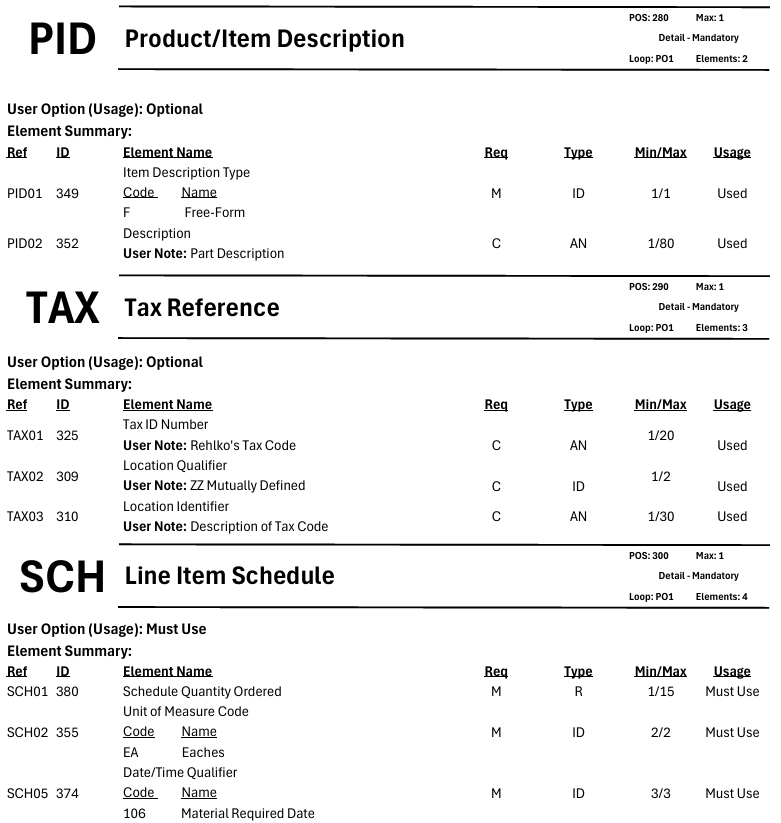 PID Product/Item Description
POS: 280 Max: 1
Detail - Mandatory
Loop: PO1 Elements: 2
User Option (Usage): Optional
Element Summary:
Ref ID Element Name Req Type Min/Max Usage
Item Description Type
PID01 349 Code Name M ID 1/1 Used
F Free-Form
Description
PID02 352 User Note: Part Description C AN 1/80 Used
TAX Tax Reference
POS: 290 Max: 1
Detail - Mandatory
Loop: PO1 Elements: 3
User Option (Usage): Optional
Element Summary:
Ref ID Element Name Req Type Min/Max Usage
Tax ID Number
TAX01 325 User Note: Rehlko's Tax Code C AN 1/20 Used
Location Qualifier
TAX02 309 User Note: ZZ Mutually Defined C ID 1/2 Used
Location Identifier
TAX03 310 User Note: Description of Tax Code C AN 1/30 Used
SCH Line Item Schedule
POS: 300 Max: 1
Detail - Mandatory
Loop: PO1 Elements: 4
User Option (Usage): Must Use
Element Summary:
Ref ID Element Name Req Type Min/Max Usage
SCH01 380 Schedule Quantity Ordered M R 1/15 Must Use
Unit of Measure Code
SCH02 355 Code Name M ID 2/2 Must Use
EA Eaches
Date/Time Qualifier
SCH05 374 Code Name M ID 3/3 Must Use
106 Material Required Date